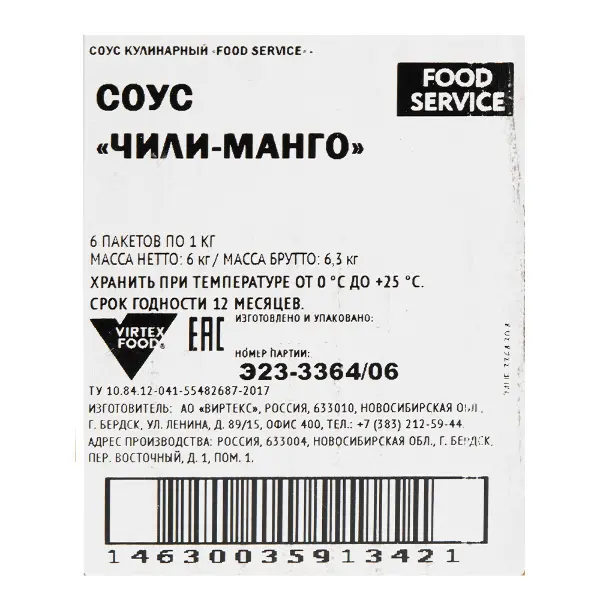 СОУС КУЛИНАРНЫЙ «FOOD SERVICE» -
FOOD
SERVICE
СОУС
«ЧИЛИ-МАНГО»
6 ПАКЕТОВ ПО 1 КГ
МАССА НЕТТО: 6 кг / МАССА БРУТТО: 6,3 кг
ХРАНИТЬ ПРИ ТЕМПЕРАТУРЕ ОТ 0 °С ДО +25 °С.
СРОК ГОДНОСТИ 12 МЕСЯЦЕВ.
ИЗГОТОВЛЕНО И УПАКОВАНО:
VIRTEX
FOOD®
EAC
НОМЕР ПАРТИИ:
Э23-3364/06
ТУ 10.84.12-041-55482687-2017
ИЗГОТОВИТЕЛЬ: АО «ВИРТЕКС», РОССИЯ, 633010, НОВОСИБИРСКАЯ ОБЛ.,
Г. БЕРДСК, УЛ. ЛЕНИНА, Д. 89/15, ОФИС 400, ТЕЛ.: +7 (383) 212-59-44.
АДРЕС ПРОИЗВОДСТВА: РОССИЯ, 633004, НОВОСИБИРСКАЯ ОБЛ., Г. БЕРДСК,
ПЕР. ВОСТОЧНЫЙ, Д. 1, ПОМ. 1.
14630035913421